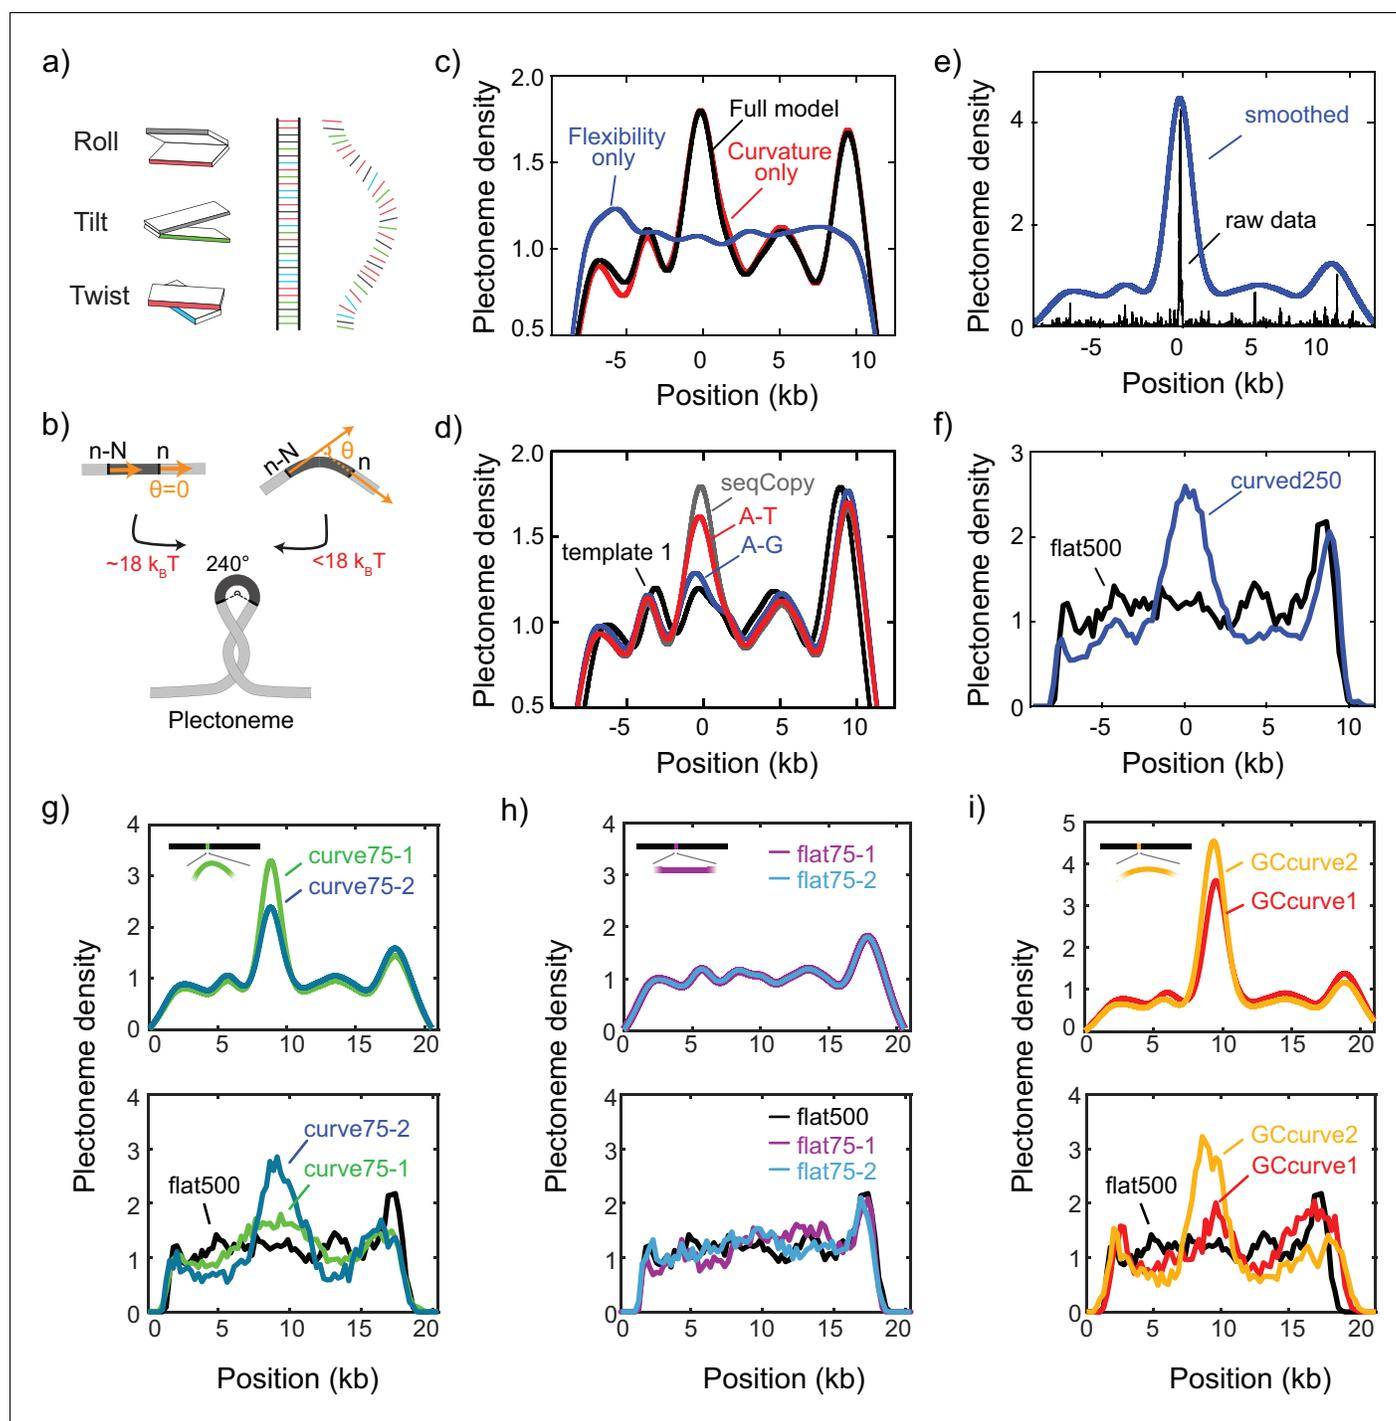 a)
Roll
Tilt
Twist
b)
n-N
n
θ=0
n-N
θ
n
~18 kBT
<18 kBT
240°
Plectoneme
c)
Plectoneme density
2.0
1.5
1.0
0.5
Flexibility
only
Full model
Curvature
only
-5
0
5
10
Position (kb)
d)
Plectoneme density
2.0
1.5
1.0
0.5
template 1
seqCopy
A-T
A-G
-5
0
5
10
Position (kb)
e)
Plectoneme density
4
2
0
smoothed
raw data
-5
0
5
10
Position (kb)
f)
Plectoneme density
3
2
1
0
flat500
curved250
-5
0
5
10
Position (kb)
g)
Plectoneme density
4
3
2
1
0
curve75-1
curve75-2
0
5
10
15
20
4
3
2
1
0
curve75-2
curve75-1
flat500
0
5
10
15
20
Position (kb)
h)
Plectoneme density
4
3
2
1
0
flat75-1
flat75-2
0
5
10
15
20
4
3
2
1
0
flat500
flat75-1
flat75-2
0
5
10
15
20
Position (kb)
i)
Plectoneme density
5
4
3
2
1
0
GCcurve2
GCcurve1
0
5
10
15
20
4
3
2
1
0
GCcurve2
GCcurve1
flat500
0
5
10
15
20
Position (kb)